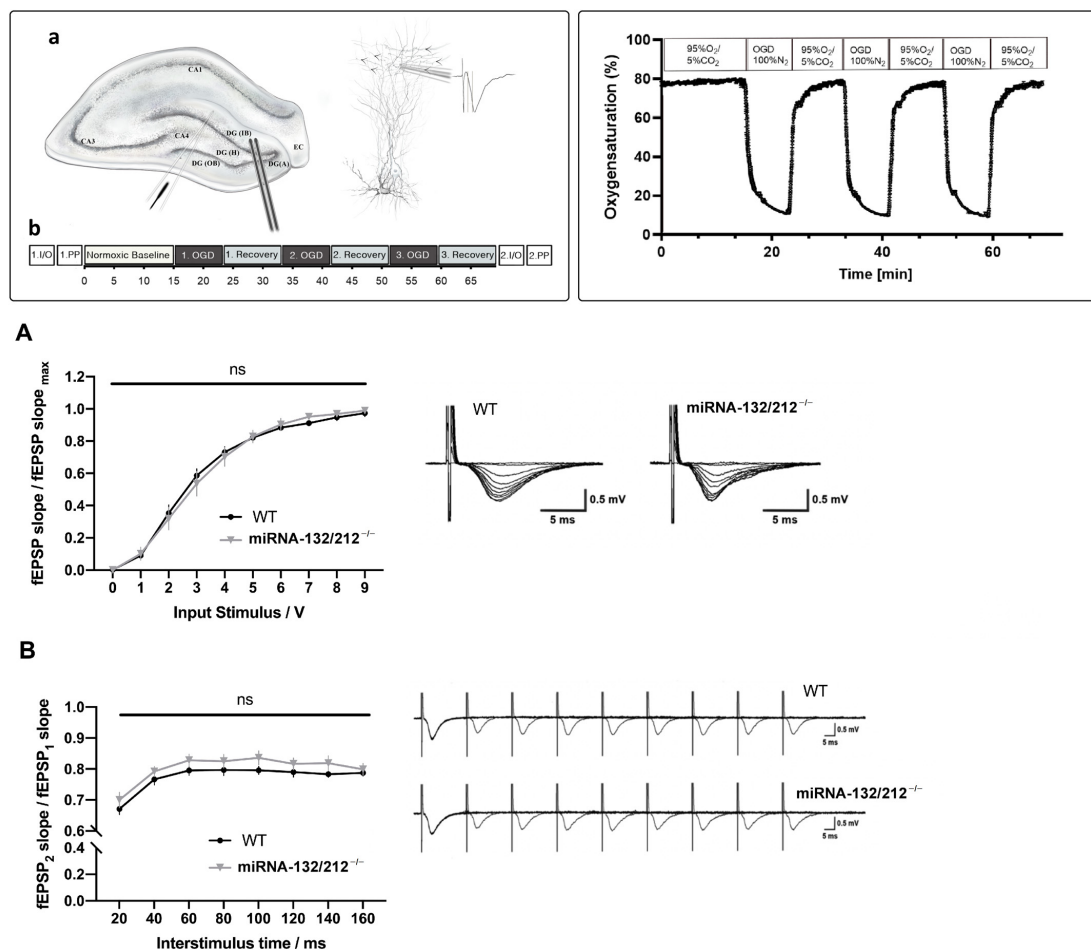 a
CA1
CA3
CA4
DG (IB)
DG (H)
DG (OB)
DG(A)
EC
b
1.I/O 1.PP Normoxic Baseline 1. OGD 1. Recovery 2. OGD 2. Recovery 3. OGD 3. Recovery 2.I/O 2.PP
0 5 10 15 20 25 30 35 40 45 50 55 60 65
Oxygensaturation (%)
100
80
60
40
20
0
95%O2/ 5%CO2
OGD 100%N2
95%O2/ 5%CO2
OGD 100%N2
95%O2/ 5%CO2
OGD 100%N2
95%O2/ 5%CO2
0 20 40 60
Time [min]
A
fEPSP slope / fEPSP slope max
1.2
1.0
0.8
0.6
0.4
0.2
0.0
ns
WT
miRNA-132/212−/−
0 1 2 3 4 5 6 7 8 9
Input Stimulus / V
WT
0.5 mV
5 ms
miRNA-132/212−/−
0.5 mV
5 ms
B
fEPSP2 slope / fEPSP1 slope
1.0
0.9
0.8
0.7
0.6
0.4
0.2
0.0
ns
WT
miRNA-132/212−/−
20 40 60 80 100 120 140 160
Interstimulus time / ms
WT
0.5 mV
5 ms
miRNA-132/212−/−
0.5 mV
5 ms